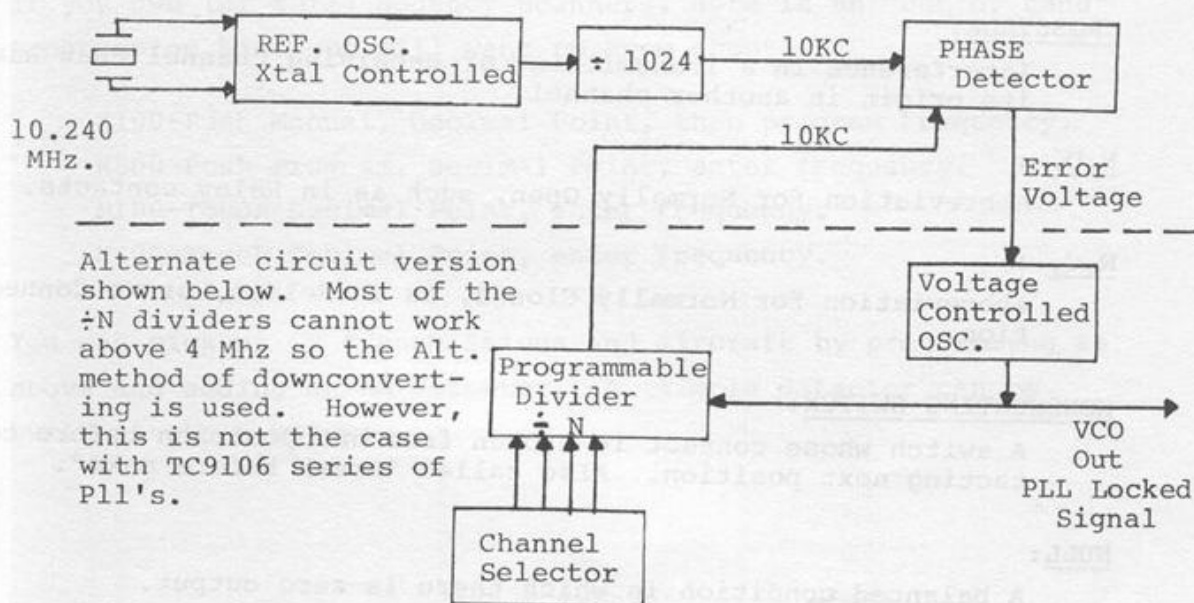 REF. OSC.
Xtal Controlled
÷ 1024
10KC
PHASE
Detector
10.240
MHz.
10KC
Error
Voltage
Alternate circuit version
shown below. Most of the
÷N dividers cannot work
above 4 Mhz so the Alt.
method of downconvert-
ing is used. However,
this is not the case
with TC9106 series of
Pll's.
Voltage
Controlled
OSC.
Programmable
Divider
÷ N
VCO
Out
PLL Locked
Signal
Channel
Selector